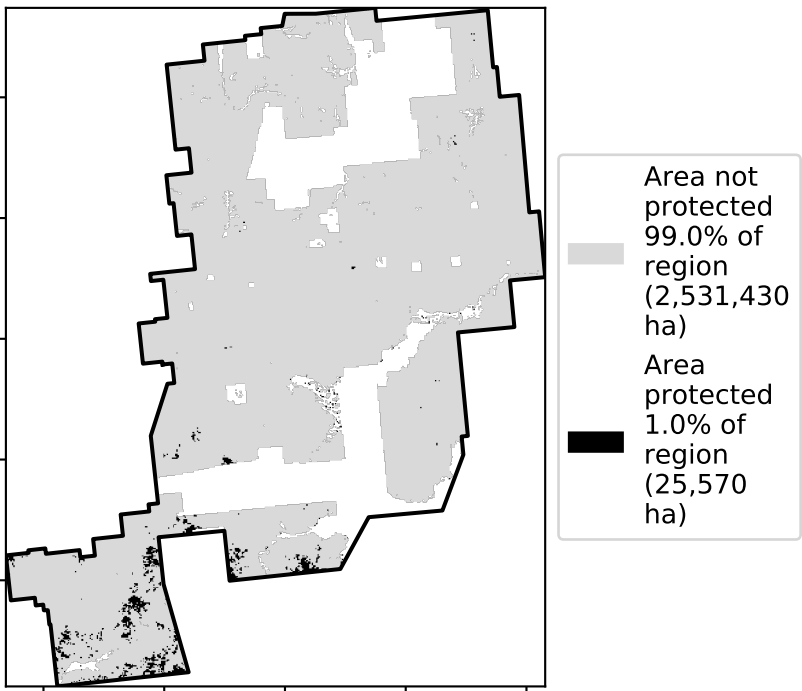 Area not
protected
99.0% of
region
(2,531,430
ha)
Area
protected
1.0% of
region
(25,570
ha)